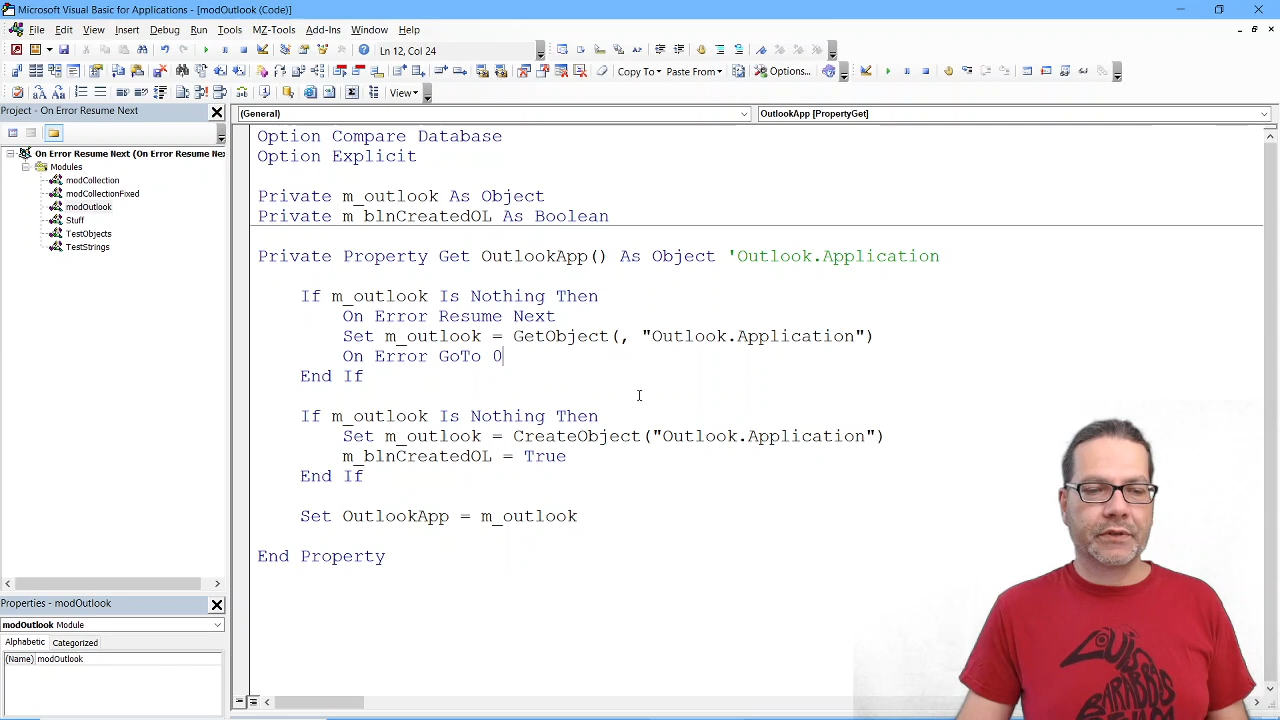 Microsoft Visual Basic for Applications - [modOutlook (Code)]
File Edit View Insert Debug Run Tools MZ-Tools Add-Ins Window Help
Ln 12, Col 24
Copy To Paste From Options...
View
Project - On Error Resume Next
(General) OutlookApp [PropertyGet]
On Error Resume Next (On Error Resume Ne
Modules
modCollection
modCollectionFixed
modOutlook
Stuff
TestObjects
TestStrings
Option Compare Database
Option Explicit
Private m_outlook As Object
Private m_blnCreatedOL As Boolean
Private Property Get OutlookApp() As Object 'Outlook.Application
If m_outlook Is Nothing Then
On Error Resume Next
Set m_outlook = GetObject(, "Outlook.Application")
On Error GoTo 0
End If
If m_outlook Is Nothing Then
Set m_outlook = CreateObject("Outlook.Application")
m_blnCreatedOL = True
End If
Set OutlookApp = m_outlook
End Property
Properties - modOutlook
modOutlook Module
Alphabetic Categorized
(Name) modOutlook